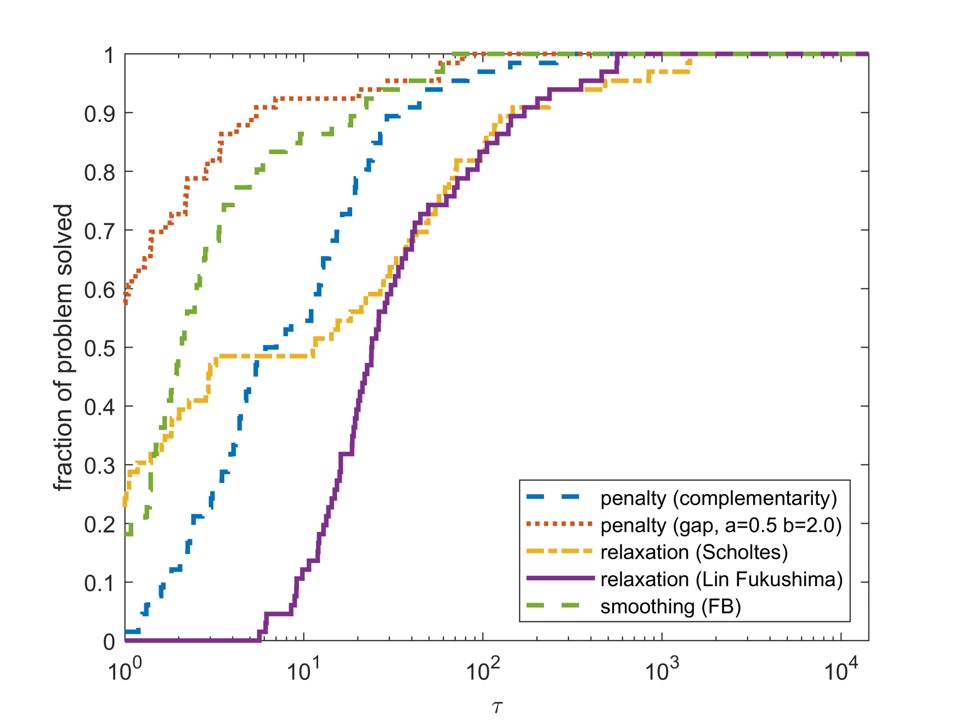 fraction of problem solved
1
0.9
0.8
0.7
0.6
0.5
0.4
0.3
0.2
0.1
0
10^0
10^1
10^2
10^3
10^4
τ
penalty (complementarity)
penalty (gap, a=0.5 b=2.0)
relaxation (Scholtes)
relaxation (Lin Fukushima)
smoothing (FB)